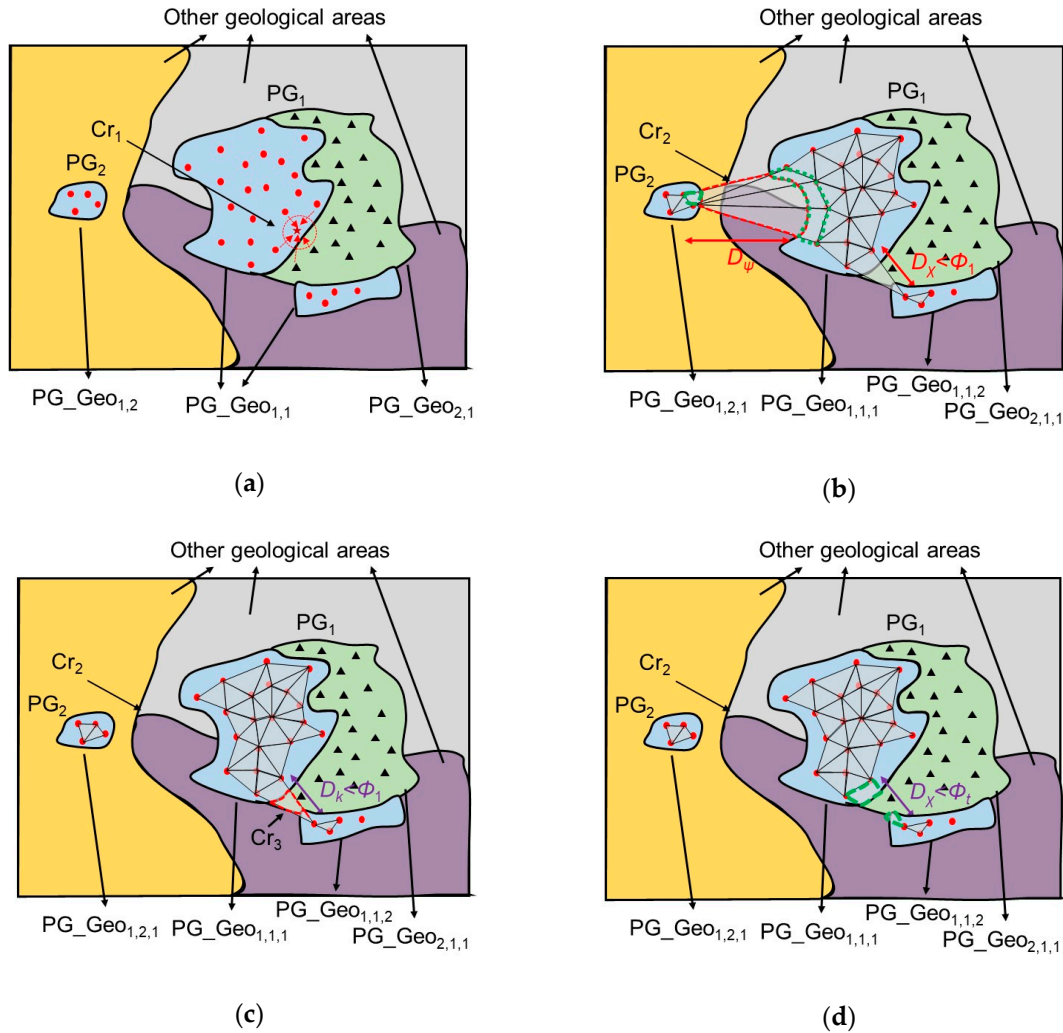 Other geological areas
PG1
Cr1
PG2
PG_Geo1,2
PG_Geo1,1
PG_Geo2,1
(a)
Other geological areas
PG1
Cr2
PG2
Dψ
DX<Φ1
PG_Geo1,2,1
PG_Geo1,1,1
PG_Geo1,1,2
PG_Geo2,1,1
(b)
Other geological areas
PG1
Cr2
PG2
Dk<Φ1
Cr3
PG_Geo1,2,1
PG_Geo1,1,1
PG_Geo1,1,2
PG_Geo2,1,1
(c)
Other geological areas
PG1
Cr2
PG2
DX<Φt
PG_Geo1,2,1
PG_Geo1,1,1
PG_Geo1,1,2
PG_Geo2,1,1
(d)